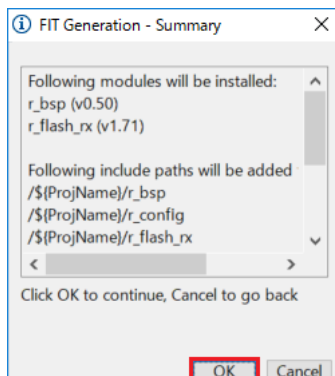 FIT Generation - Summary
Following modules will be installed:
r_bsp (v0.50)
r_flash_rx (v1.71)
Following include paths will be added
/${ProjName}/r_bsp
/${ProjName}/r_config
/${ProjName}/r_flash_rx
Click OK to continue, Cancel to go back
OK
Cancel